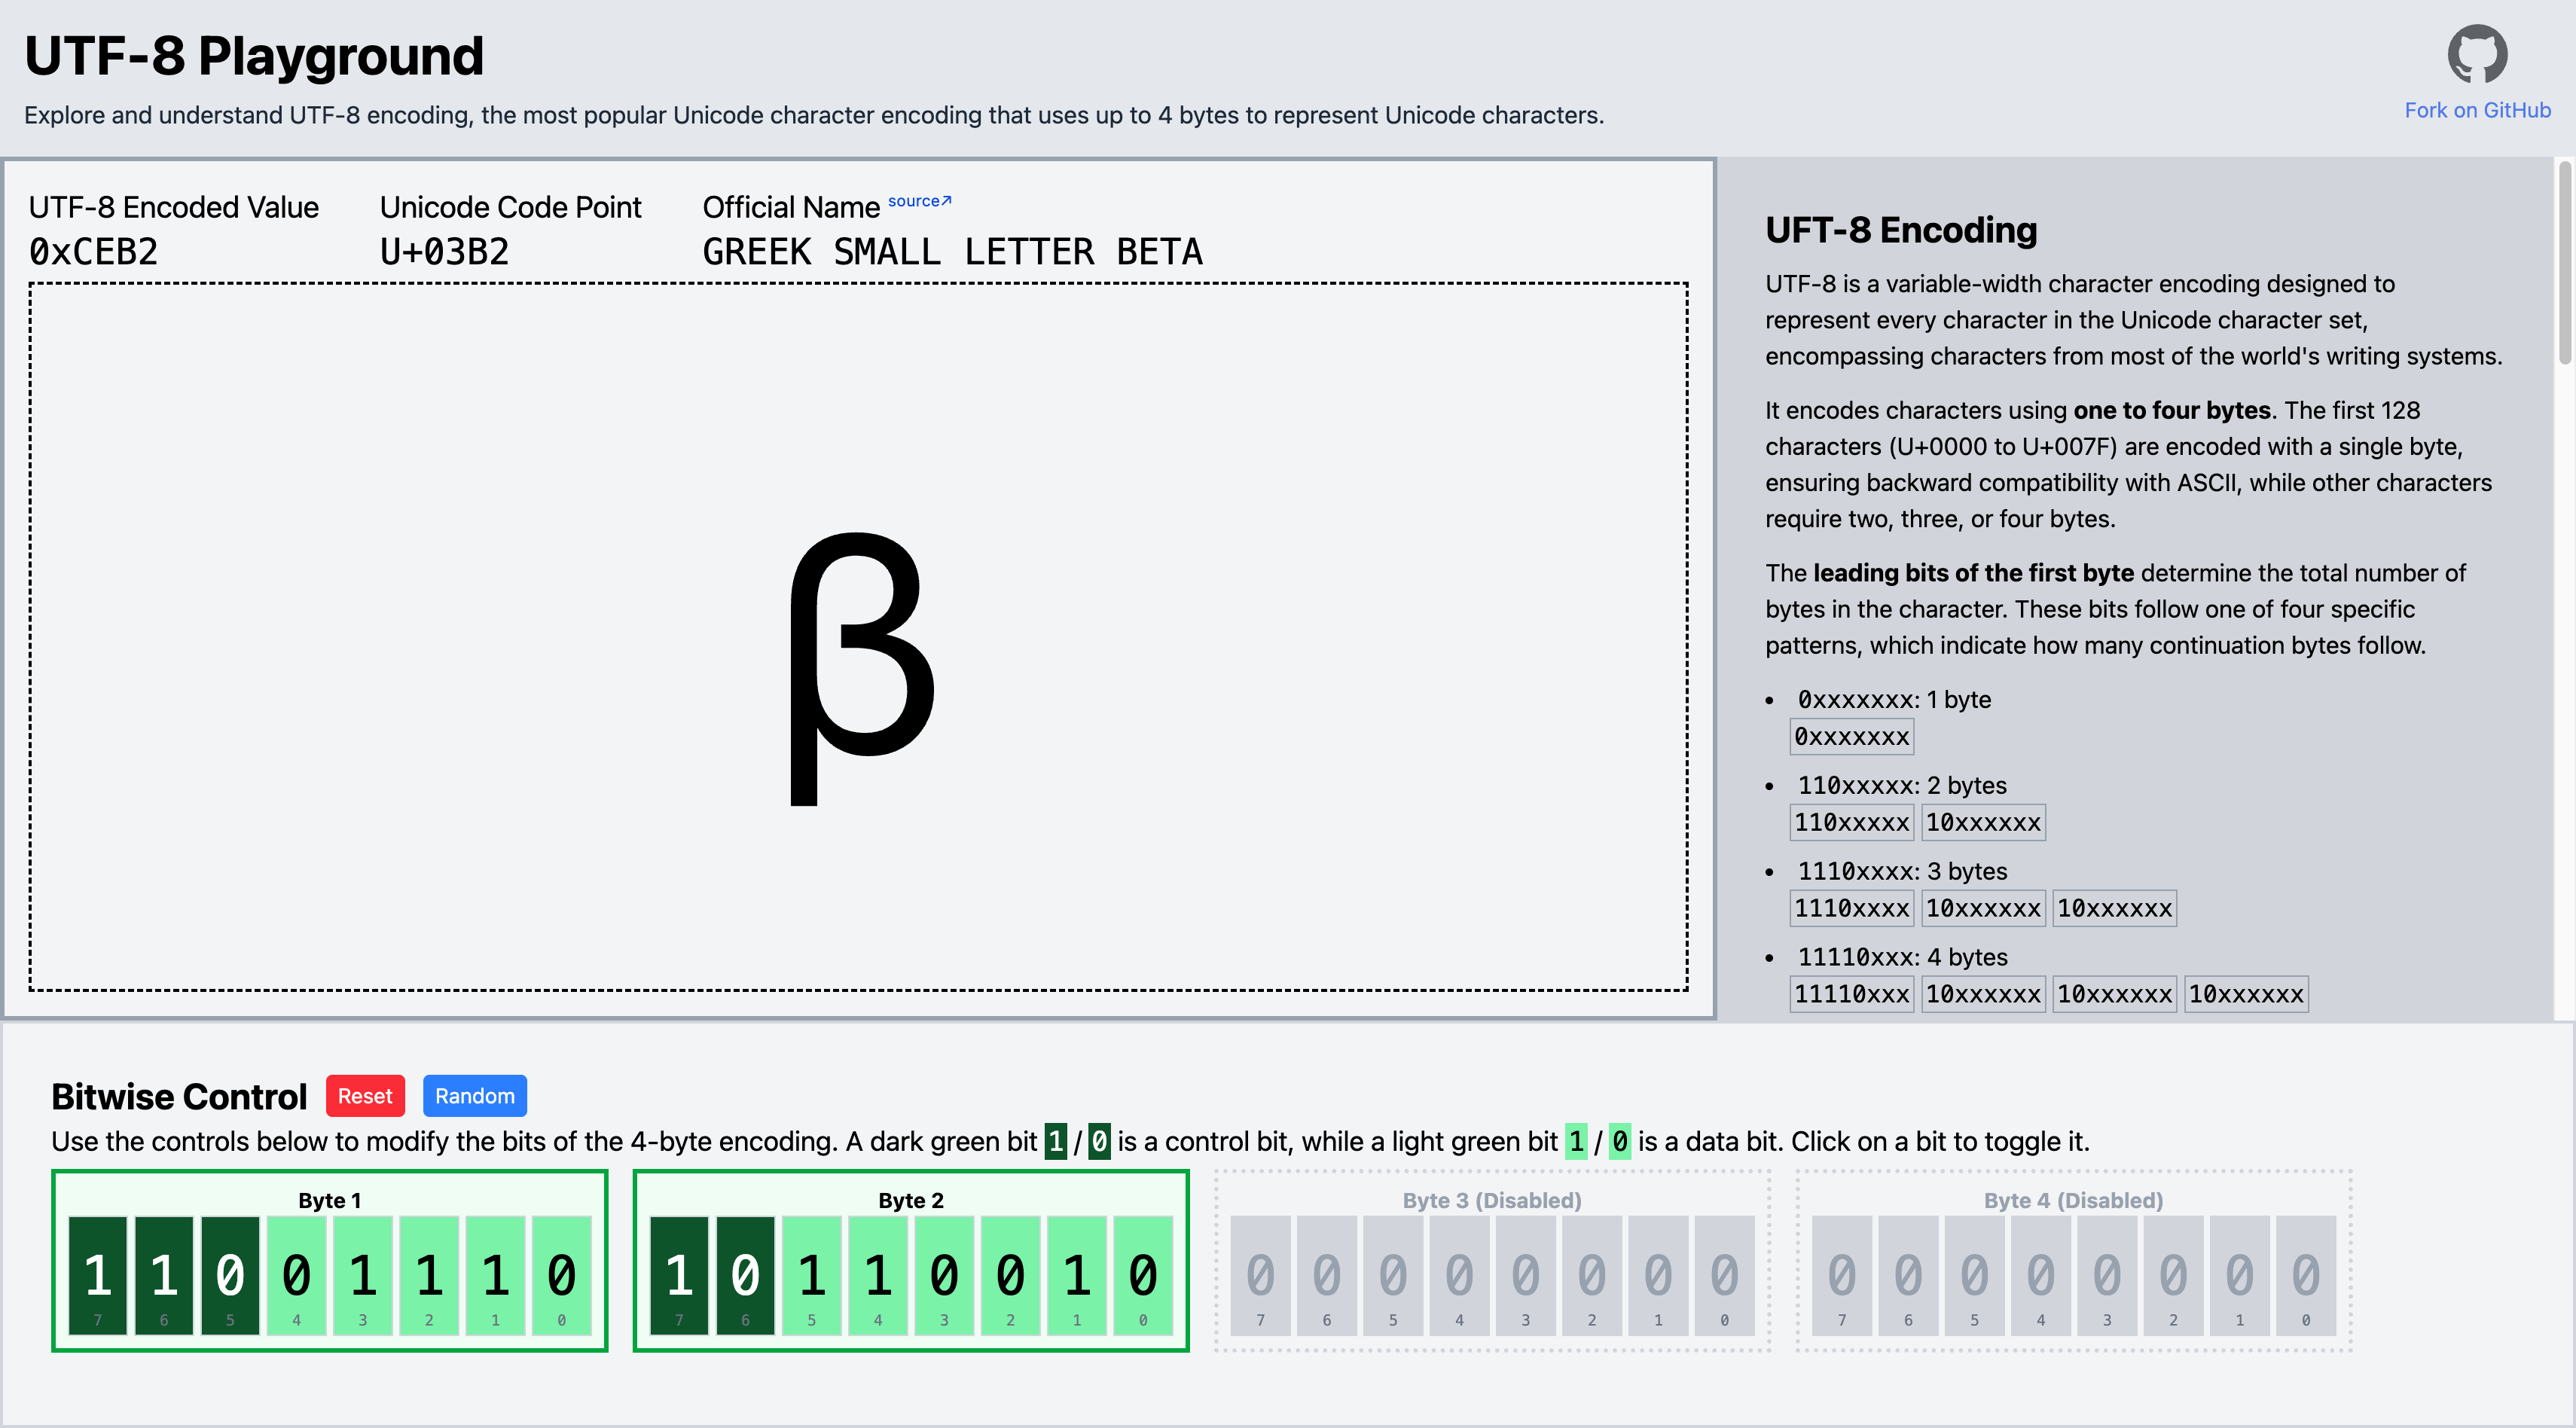 UTF-8 Playground
Explore and understand UTF-8 encoding, the most popular Unicode character encoding that uses up to 4 bytes to represent Unicode characters.
Fork on GitHub
UTF-8 Encoded Value
0xCEB2
Unicode Code Point
U+03B2
Official Name source↗
GREEK SMALL LETTER BETA
β
UFT-8 Encoding
UTF-8 is a variable-width character encoding designed to
represent every character in the Unicode character set,
encompassing characters from most of the world's writing systems.
It encodes characters using one to four bytes. The first 128
characters (U+0000 to U+007F) are encoded with a single byte,
ensuring backward compatibility with ASCII, while other characters
require two, three, or four bytes.
The leading bits of the first byte determine the total number of
bytes in the character. These bits follow one of four specific
patterns, which indicate how many continuation bytes follow.
• 0xxxxxxx: 1 byte
0xxxxxxx
• 110xxxxx: 2 bytes
110xxxxx 10xxxxxx
• 1110xxxx: 3 bytes
1110xxxx 10xxxxxx 10xxxxxx
• 11110xxx: 4 bytes
11110xxx 10xxxxxx 10xxxxxx 10xxxxxx
Bitwise Control Reset Random
Use the controls below to modify the bits of the 4-byte encoding. A dark green bit 1 / 0 is a control bit, while a light green bit 1 / 0 is a data bit. Click on a bit to toggle it.
Byte 1
1 1 0 0 1 1 1 0
7 6 5 4 3 2 1 0
Byte 2
1 0 1 1 0 0 1 0
7 6 5 4 3 2 1 0
Byte 3 (Disabled)
0 0 0 0 0 0 0 0
7 6 5 4 3 2 1 0
Byte 4 (Disabled)
0 0 0 0 0 0 0 0
7 6 5 4 3 2 1 0